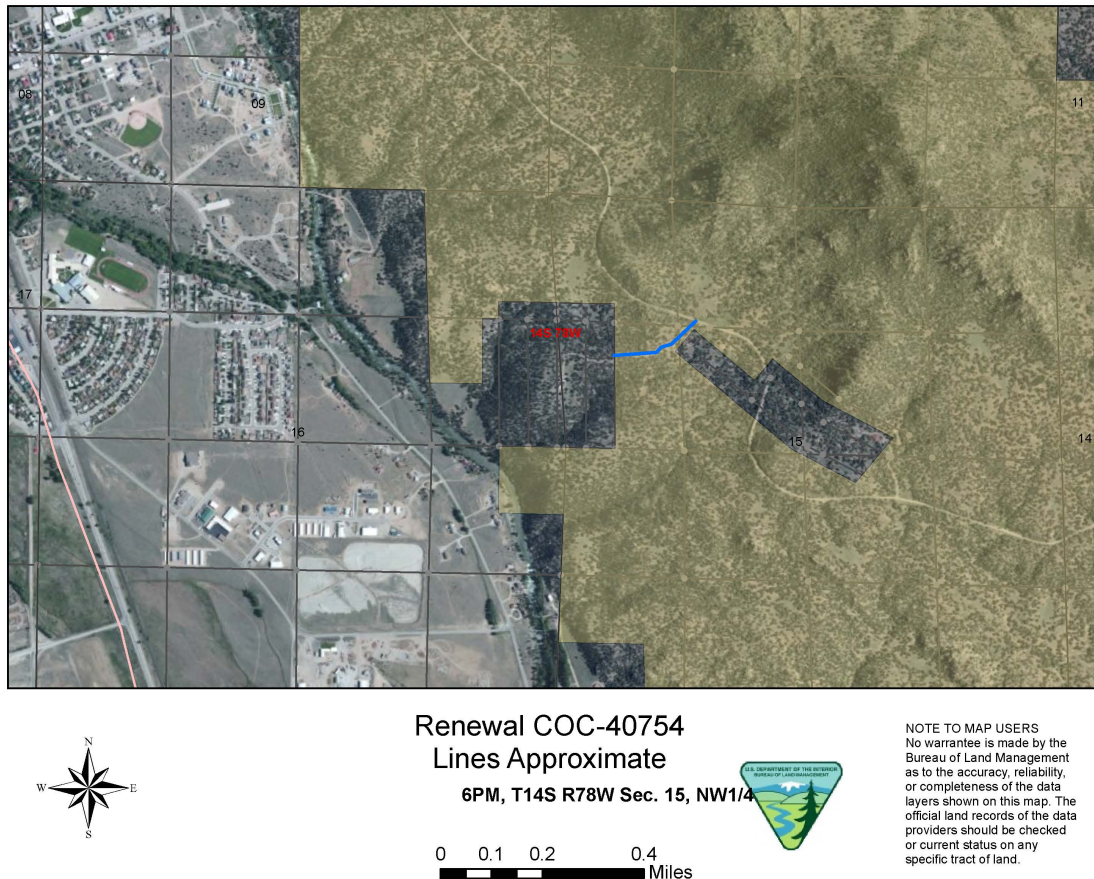 08
09
11
17
14S 78W
16
15
14
Renewal COC-40754
Lines Approximate
6PM, T14S R78W Sec. 15, NW1/4
N
W
E
S
U.S. DEPARTMENT OF THE INTERIOR
BUREAU OF LAND MANAGEMENT
0 0.1 0.2 0.4
Miles
NOTE TO MAP USERS
No warrantee is made by the
Bureau of Land Management
as to the accuracy, reliability,
or completeness of the data
layers shown on this map. The
official land records of the data
providers should be checked
or current status on any
specific tract of land.